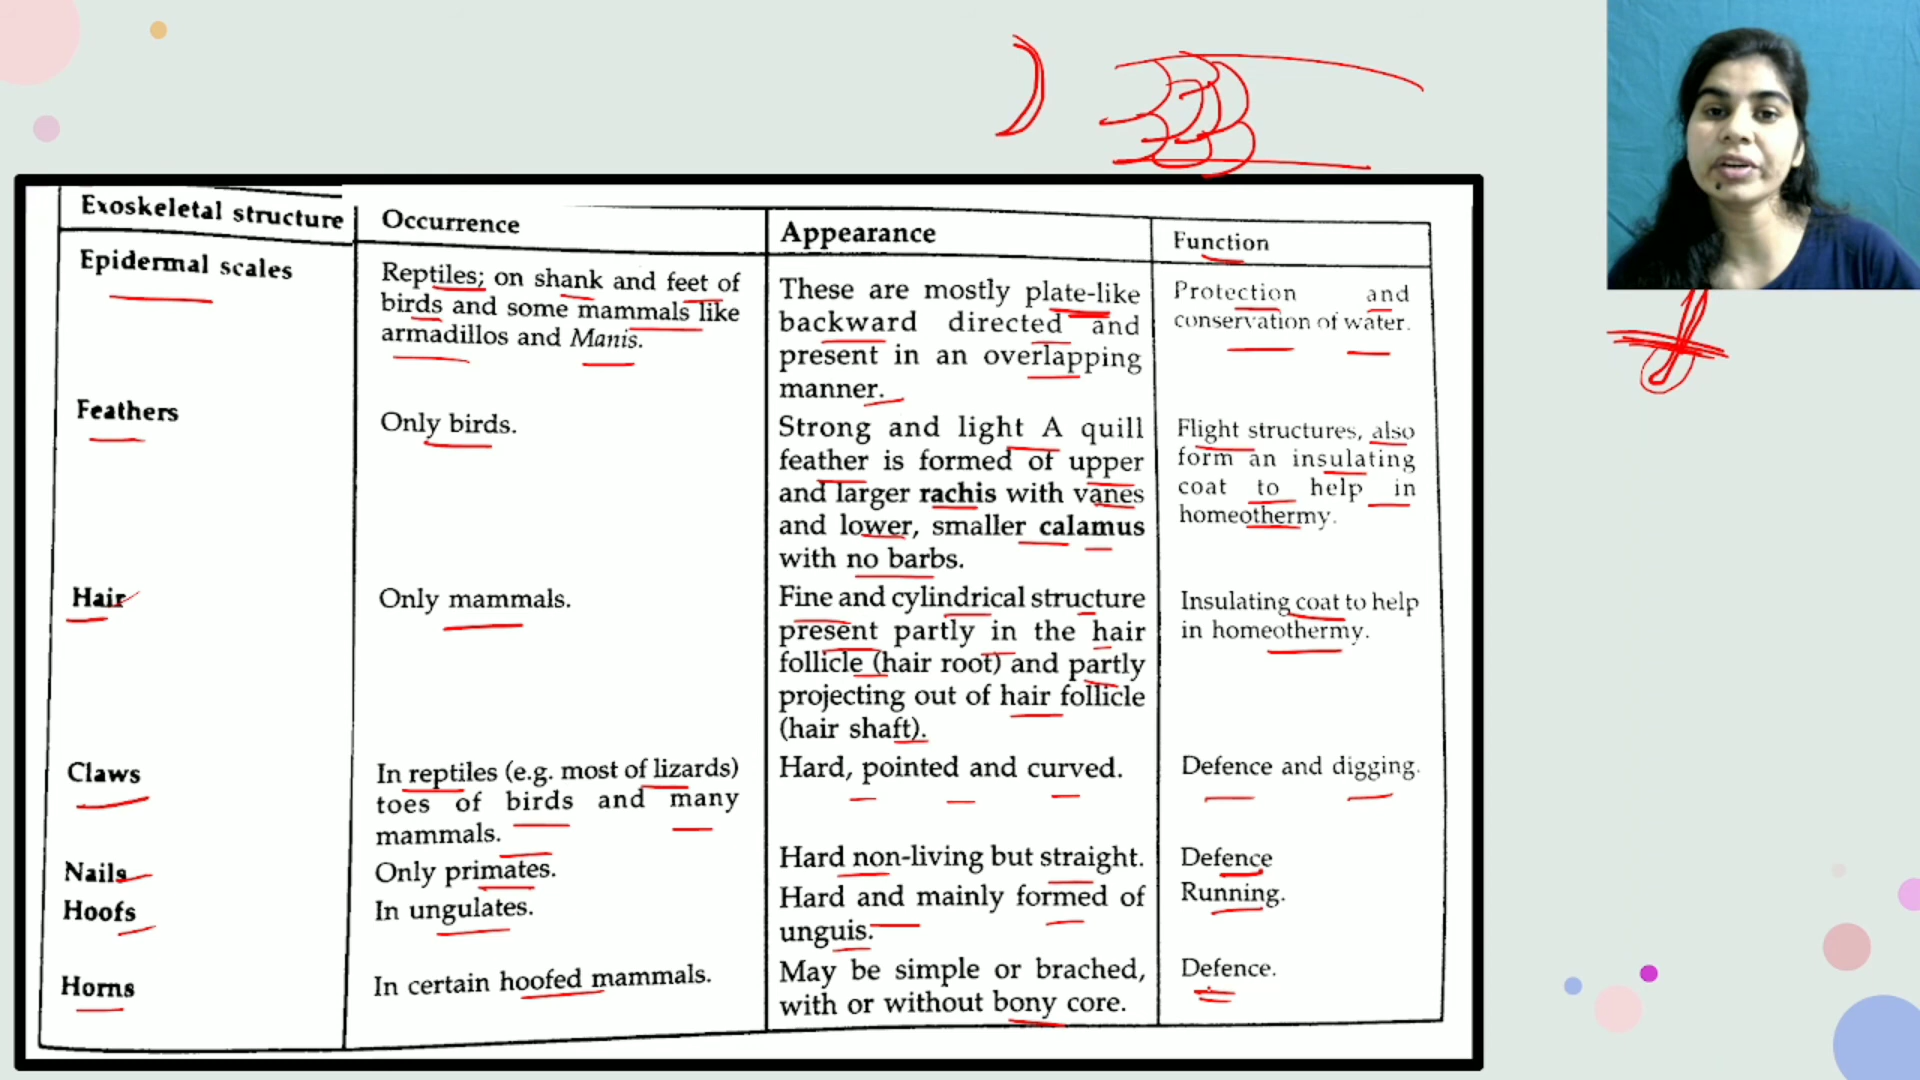 Exoskeletal structure
Occurrence
Appearance
Function
Epidermal scales
Reptiles; on shank and feet of
birds and some mammals like
armadillos and Manis.
These are mostly plate-like
backward directed and
present in an overlapping
manner.
Protection and
conservation of water.
Feathers
Only birds.
Strong and light A quill
feather is formed of upper
and larger rachis with vanes
and lower, smaller calamus
with no barbs.
Flight structures, also
form an insulating
coat to help in
homeothermy.
Hair
Only mammals.
Fine and cylindrical structure
present partly in the hair
follicle (hair root) and partly
projecting out of hair follicle
(hair shaft).
Insulating coat to help
in homeothermy.
Claws
In reptiles (e.g. most of lizards)
toes of birds and many
mammals.
Hard, pointed and curved.
Defence and digging.
Nails
Only primates.
Hard non-living but straight.
Defence
Hoofs
In ungulates.
Hard and mainly formed of
unguis.
Running.
Horns
In certain hoofed mammals.
May be simple or brached,
with or without bony core.
Defence.